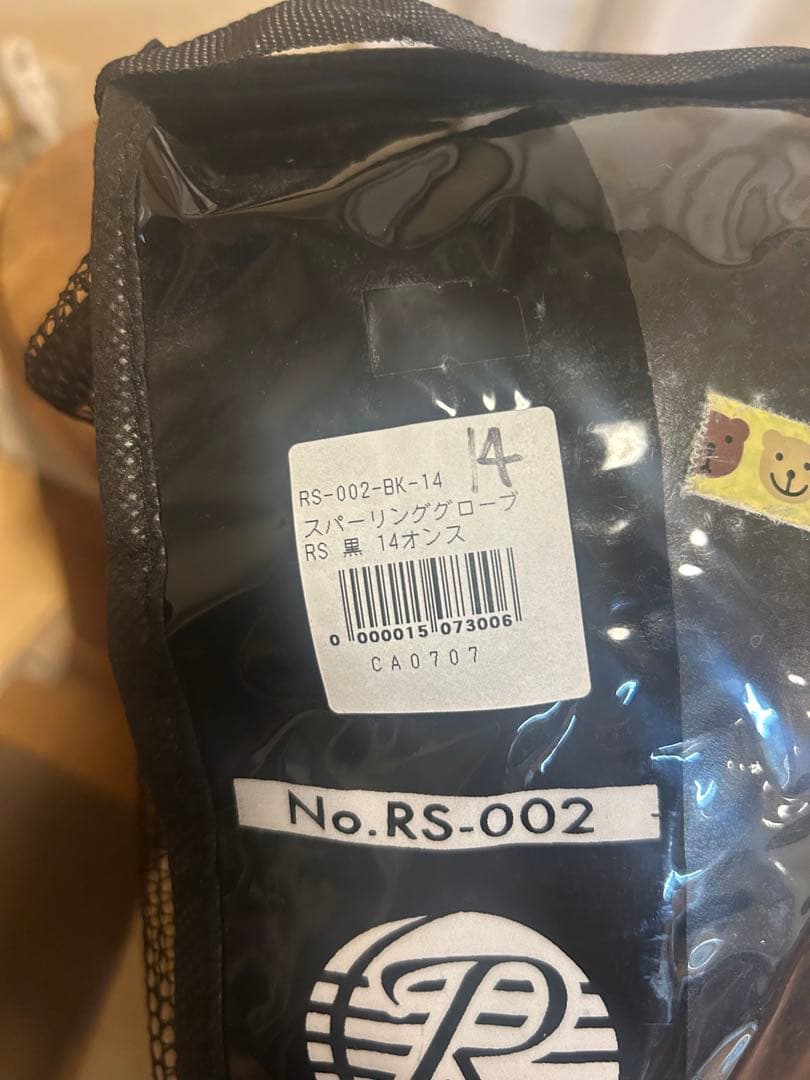 14
RS-002-BK-14
スパーリンググローブ
RS 黒 14オンス
0 000015 073006
CA0707
No.RS-002
R